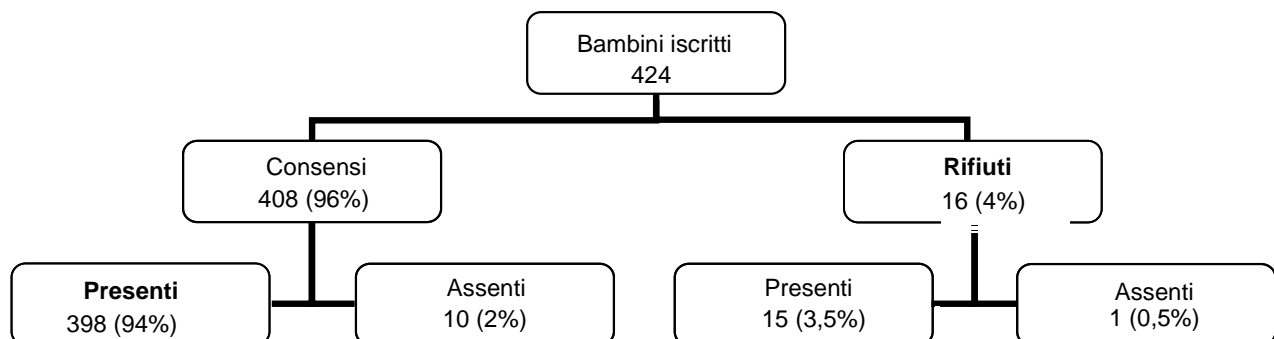 Bambini iscritti
424
Consensi
408 (96%)
Rifiuti
16 (4%)
Presenti
398 (94%)
Assenti
10 (2%)
Presenti
15 (3,5%)
Assenti
1 (0,5%)